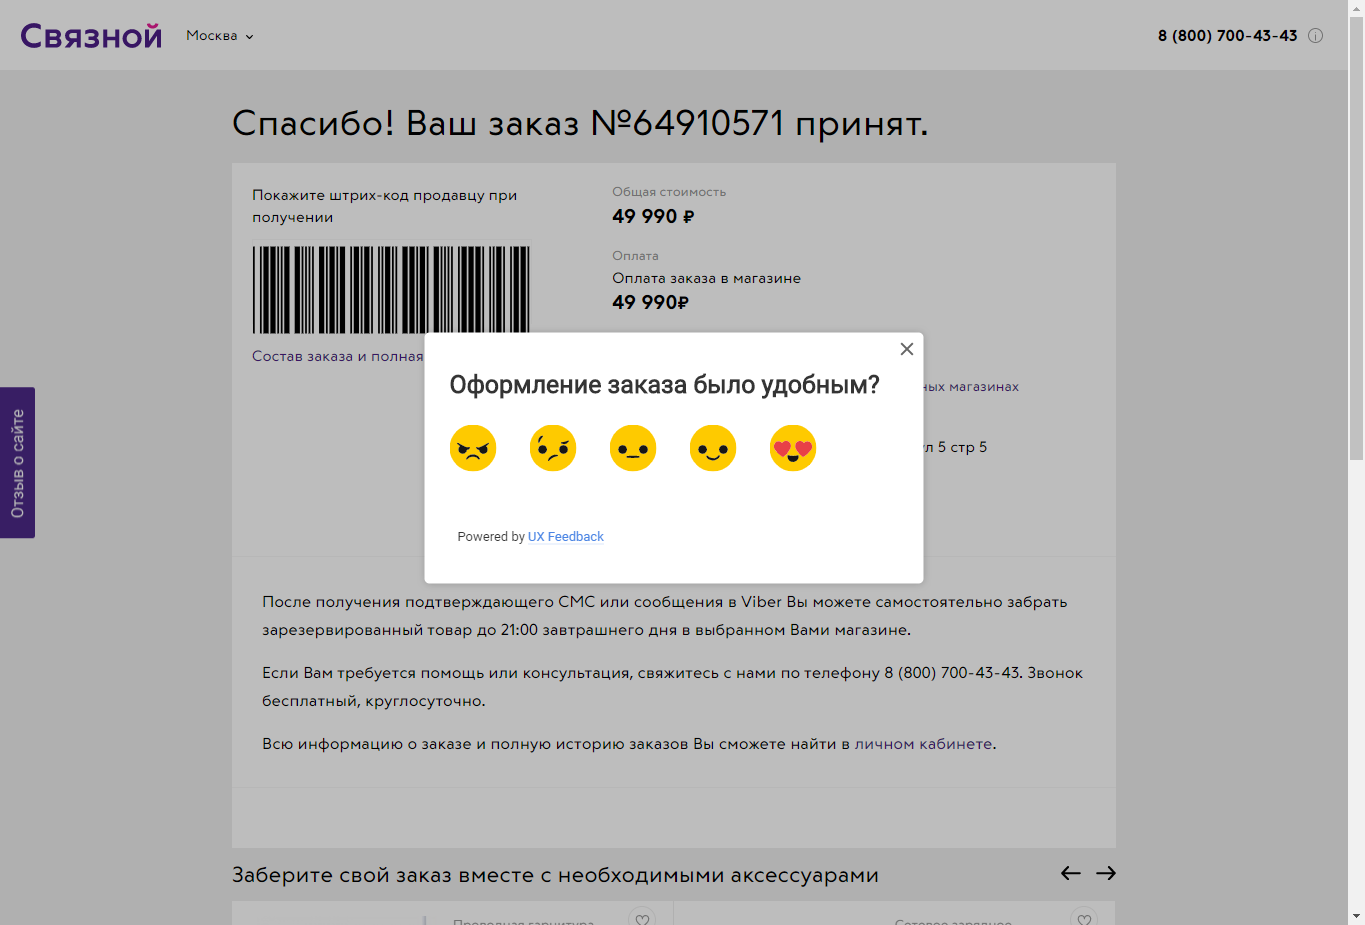 Связной
Москва
8 (800) 700-43-43
Спасибо! Ваш заказ №64910571 принят.
Покажите штрих-код продавцу при
получении
Состав заказа и полная
Общая стоимость
49 990 ₽
Оплата
Оплата заказа в магазине
49 990₽
ных магазинах
л 5 стр 5
Отзыв о сайте
Оформление заказа было удобным?
Powered by UX Feedback
После получения подтверждающего СМС или сообщения в Viber Вы можете самостоятельно забрать
зарезервированный товар до 21:00 завтрашнего дня в выбранном Вами магазине.
Если Вам требуется помощь или консультация, свяжитесь с нами по телефону 8 (800) 700-43-43. Звонок
бесплатный, круглосуточно.
Всю информацию о заказе и полную историю заказов Вы сможете найти в личном кабинете.
Заберите свой заказ вместе с необходимыми аксессуарами
Проводная гарнитура
Сетевое зарядное